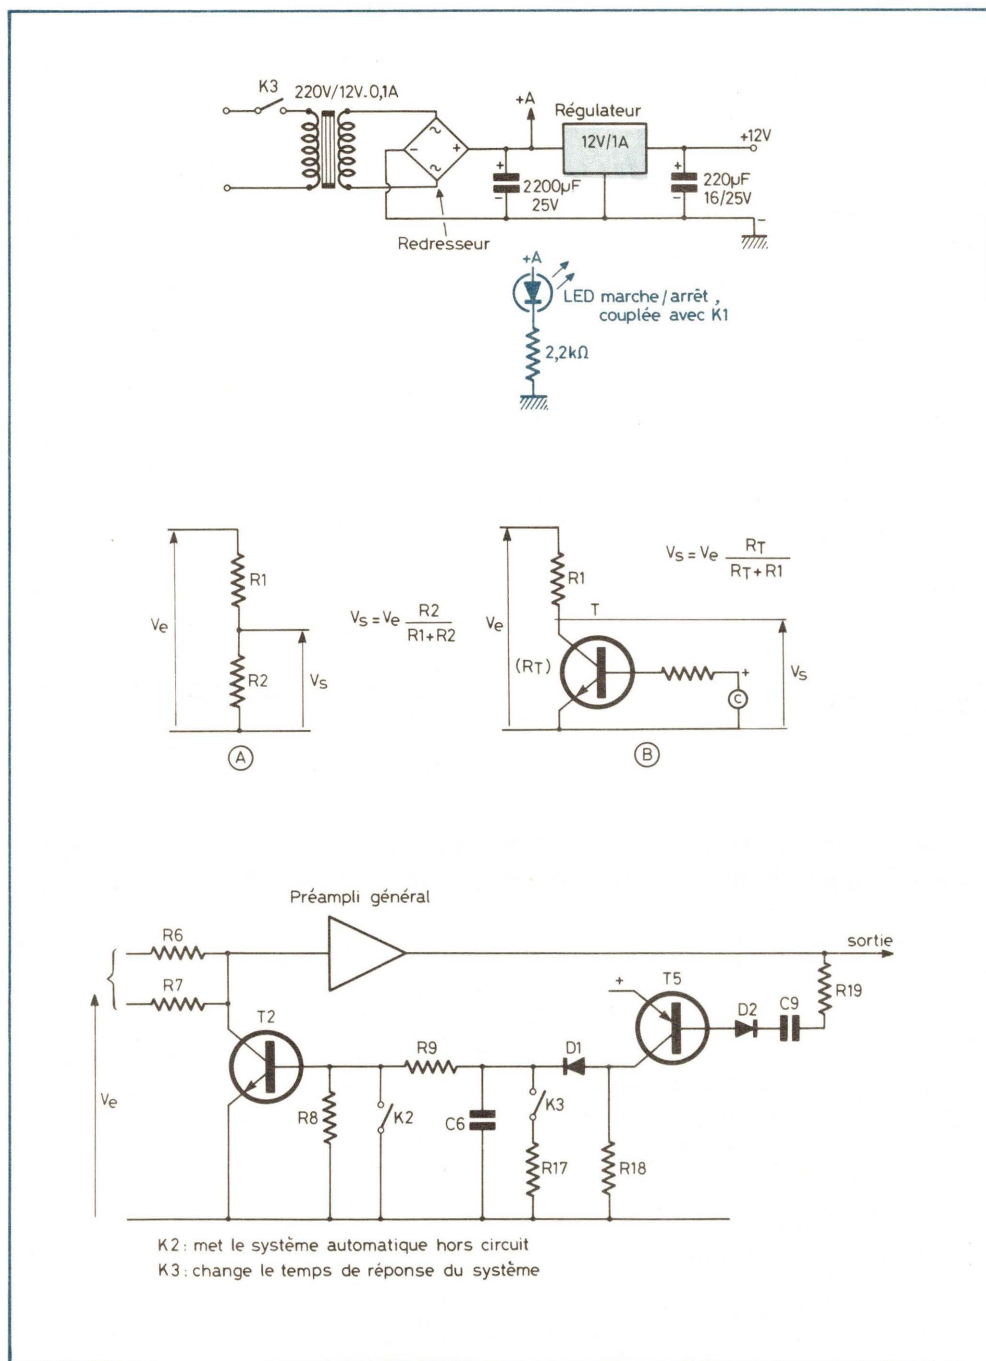 K3
220V/12V.0,1A
+A
Régulateur
12V/1A
+12V
~
-
+
~
+
-
2200µF
25V
+
-
220µF
16/25V
-
Redresseur
+A
LED marche/arrêt,
couplée avec K1
2,2kΩ
Ve
R1
R2
Vs
Vs = Ve R2
R1+R2
A
Ve
R1
T
(RT)
+
C
Vs
Vs = Ve RT
RT+R1
B
Préampli général
R6
R7
sortie
R19
+
T5
D2
C9
T2
R9
D1
Ve
R8
K2
C6
K3
R17
R18
K2: met le système automatique hors circuit
K3: change le temps de réponse du système